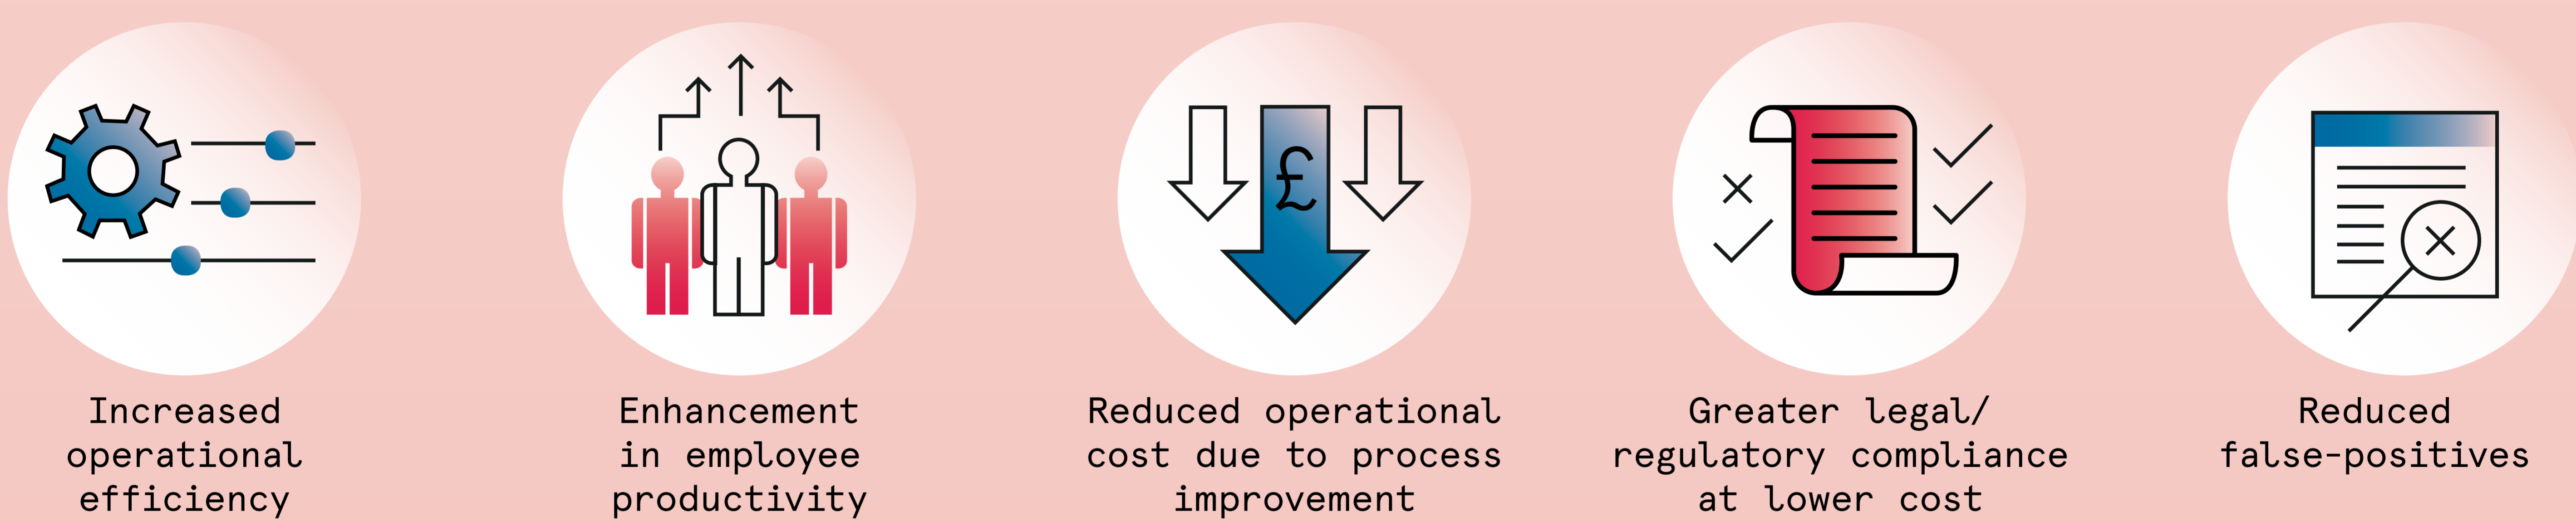 £
Increased
operational
efficiency
Enhancement
in employee
productivity
Reduced operational
cost due to process
improvement
Greater legal/
regulatory compliance
at lower cost
Reduced
false-positives